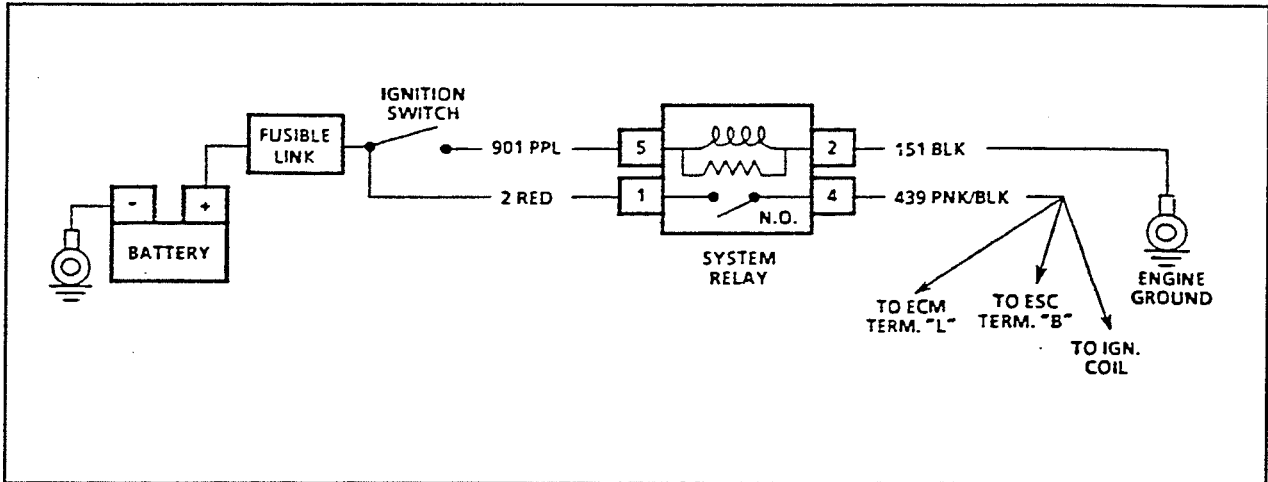 IGNITION
SWITCH
FUSIBLE
LINK
901 PPL
5
2
151 BLK
2 RED
1
4
439 PNK/BLK
N.O.
-
+
BATTERY
SYSTEM
RELAY
ENGINE
GROUND
TO ECM
TERM. "L"
TO ESC
TERM. "B"
TO IGN.
COIL